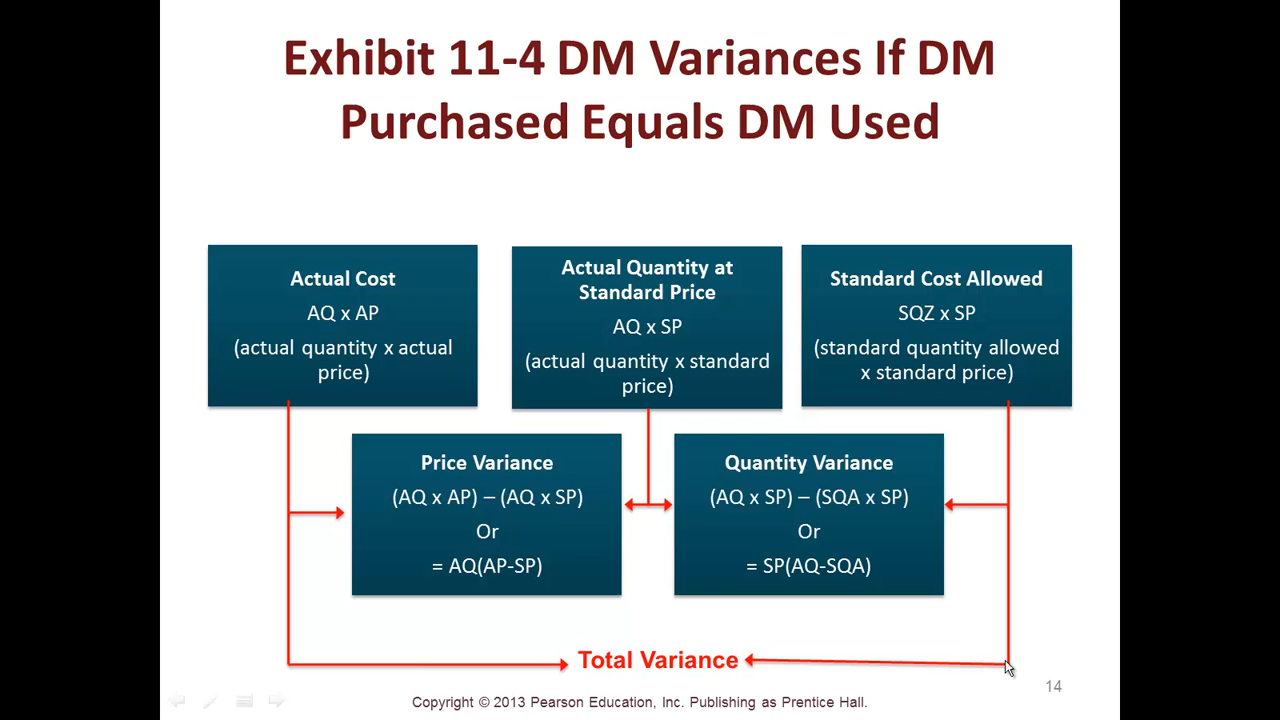 Exhibit 11-4 DM Variances If DM
Purchased Equals DM Used
Actual Cost
AQ x AP
(actual quantity x actual
price)
Actual Quantity at
Standard Price
AQ x SP
(actual quantity x standard
price)
Standard Cost Allowed
SQZ x SP
(standard quantity allowed
x standard price)
Price Variance
(AQ x AP) – (AQ x SP)
Or
= AQ(AP-SP)
Quantity Variance
(AQ x SP) – (SQA x SP)
Or
= SP(AQ-SQA)
Total Variance
14
Copyright © 2013 Pearson Education, Inc. Publishing as Prentice Hall.